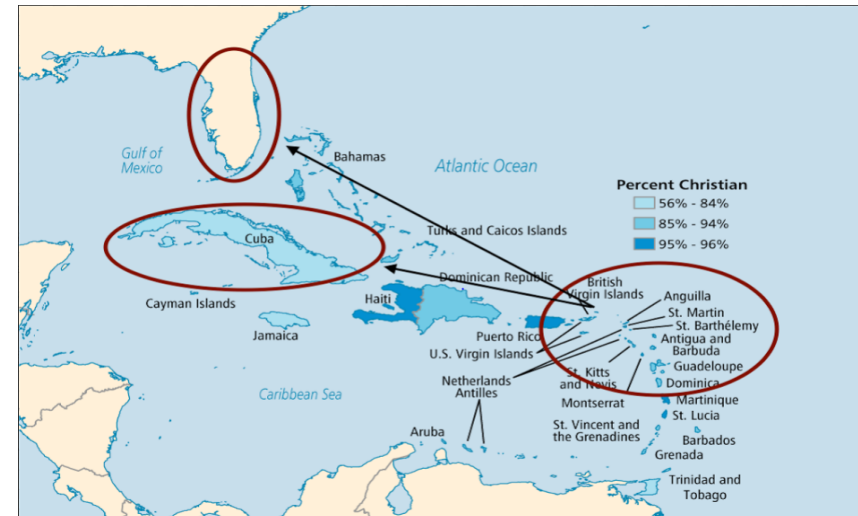 Gulf of
Mexico
Bahamas
Atlantic Ocean
Percent Christian
56% - 84%
85% - 94%
95% - 96%
Cuba
Turks and Caicos Islands
Dominican Republic
British
Virgin Islands
Anguilla
St. Martin
St. Barthélemy
Antigua and
Barbuda
Guadeloupe
Dominica
Martinique
St. Lucia
Barbados
Grenada
Trinidad and
Tobago
Cayman Islands
Haiti
Jamaica
Puerto Rico
U.S. Virgin Islands
St. Kitts
and Nevis
Netherlands
Antilles
Montserrat
Caribbean Sea
St. Vincent and
the Grenadines
Aruba